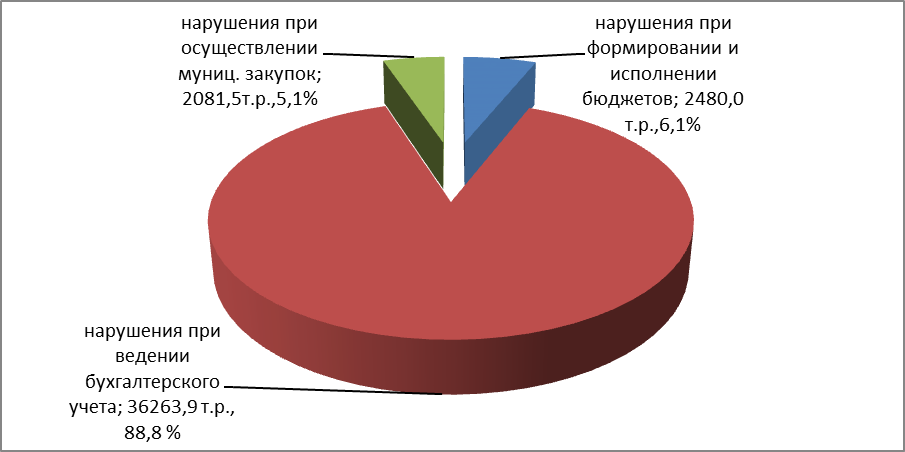 нарушения при
осуществлении
муниц. закупок;
2081,5т.р.,5,1%
нарушения при
формировании и
исполнении
бюджетов; 2480,0
т.р.,6,1%
нарушения при
ведении
бухгалтерского
учета; 36263,9 т.р.,
88,8 %